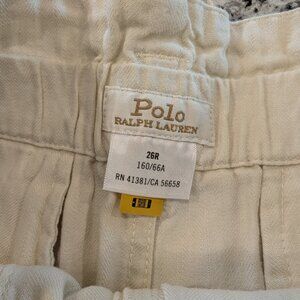 Polo
RALPH LAUREN
26R
160/66A
RN 41381/CA 56658